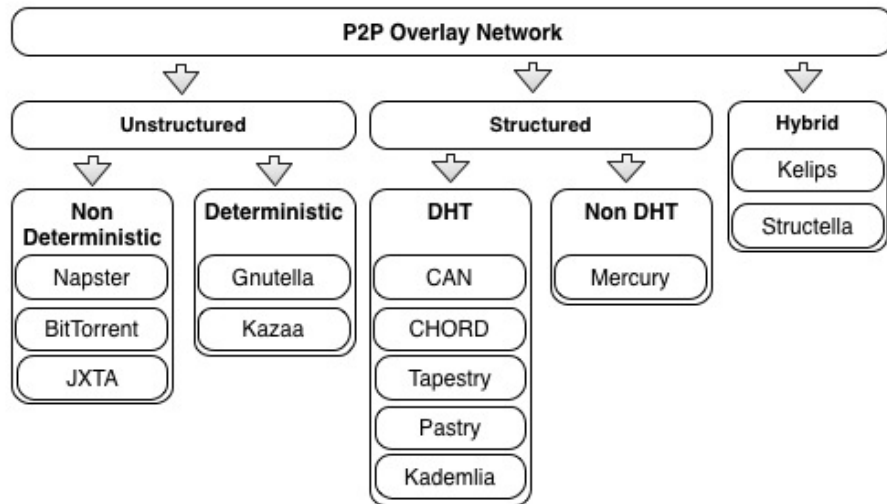 P2P Overlay Network
Unstructured
Structured
Hybrid
Kelips
Structella
Non
Deterministic
Napster
BitTorrent
JXTA
Deterministic
Gnutella
Kazaa
DHT
CAN
CHORD
Tapestry
Pastry
Kademlia
Non DHT
Mercury